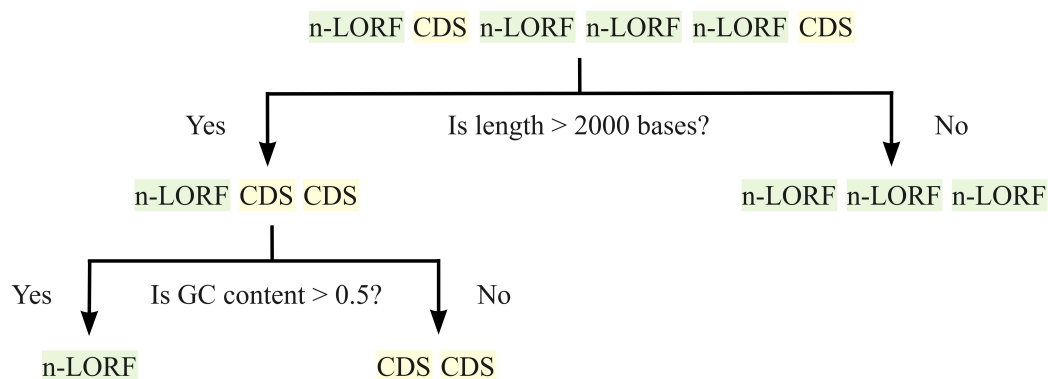 n-LORF CDS n-LORF n-LORF n-LORF CDS
Yes Is length > 2000 bases? No
n-LORF CDS CDS n-LORF n-LORF n-LORF
Yes Is GC content > 0.5? No
n-LORF CDS CDS